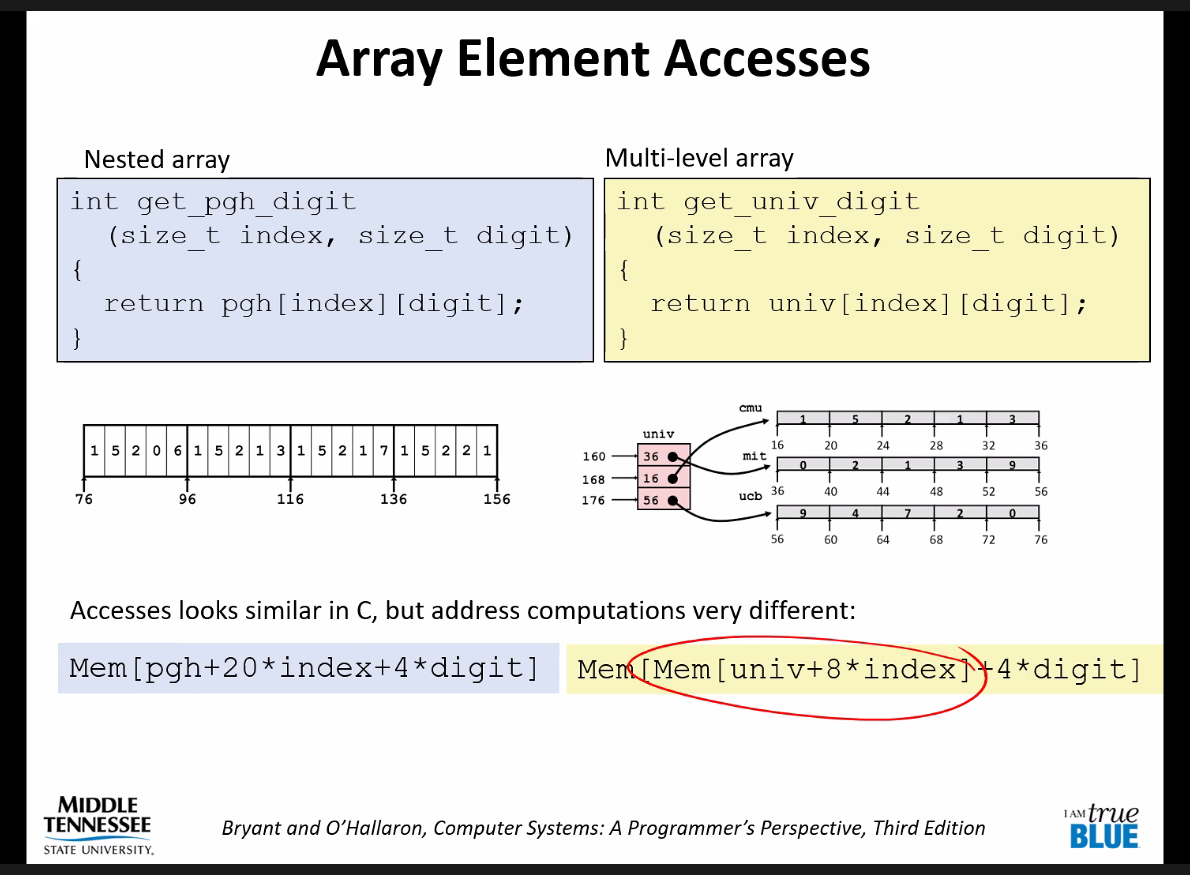 Array Element Accesses
Nested array
int get_pgh_digit
(size_t index, size_t digit)
{
return pgh[index][digit];
}
Multi-level array
int get_univ_digit
(size_t index, size_t digit)
{
return univ[index][digit];
}
1 5 2 0 6 1 5 2 1 3 1 5 2 1 7 1 5 2 2 1
76 96 116 136 156
univ
160 36
168 16
176 56
cmu
1 5 2 1 3
16 20 24 28 32 36
mit
0 2 1 3 9
36 40 44 48 52 56
ucb
9 4 7 2 0
56 60 64 68 72 76
Accesses looks similar in C, but address computations very different:
Mem[pgh+20*index+4*digit]
Mem[Mem[univ+8*index]+4*digit]
MIDDLE
TENNESSEE
STATE UNIVERSITY.
Bryant and O’Hallaron, Computer Systems: A Programmer’s Perspective, Third Edition
I AM true
BLUE